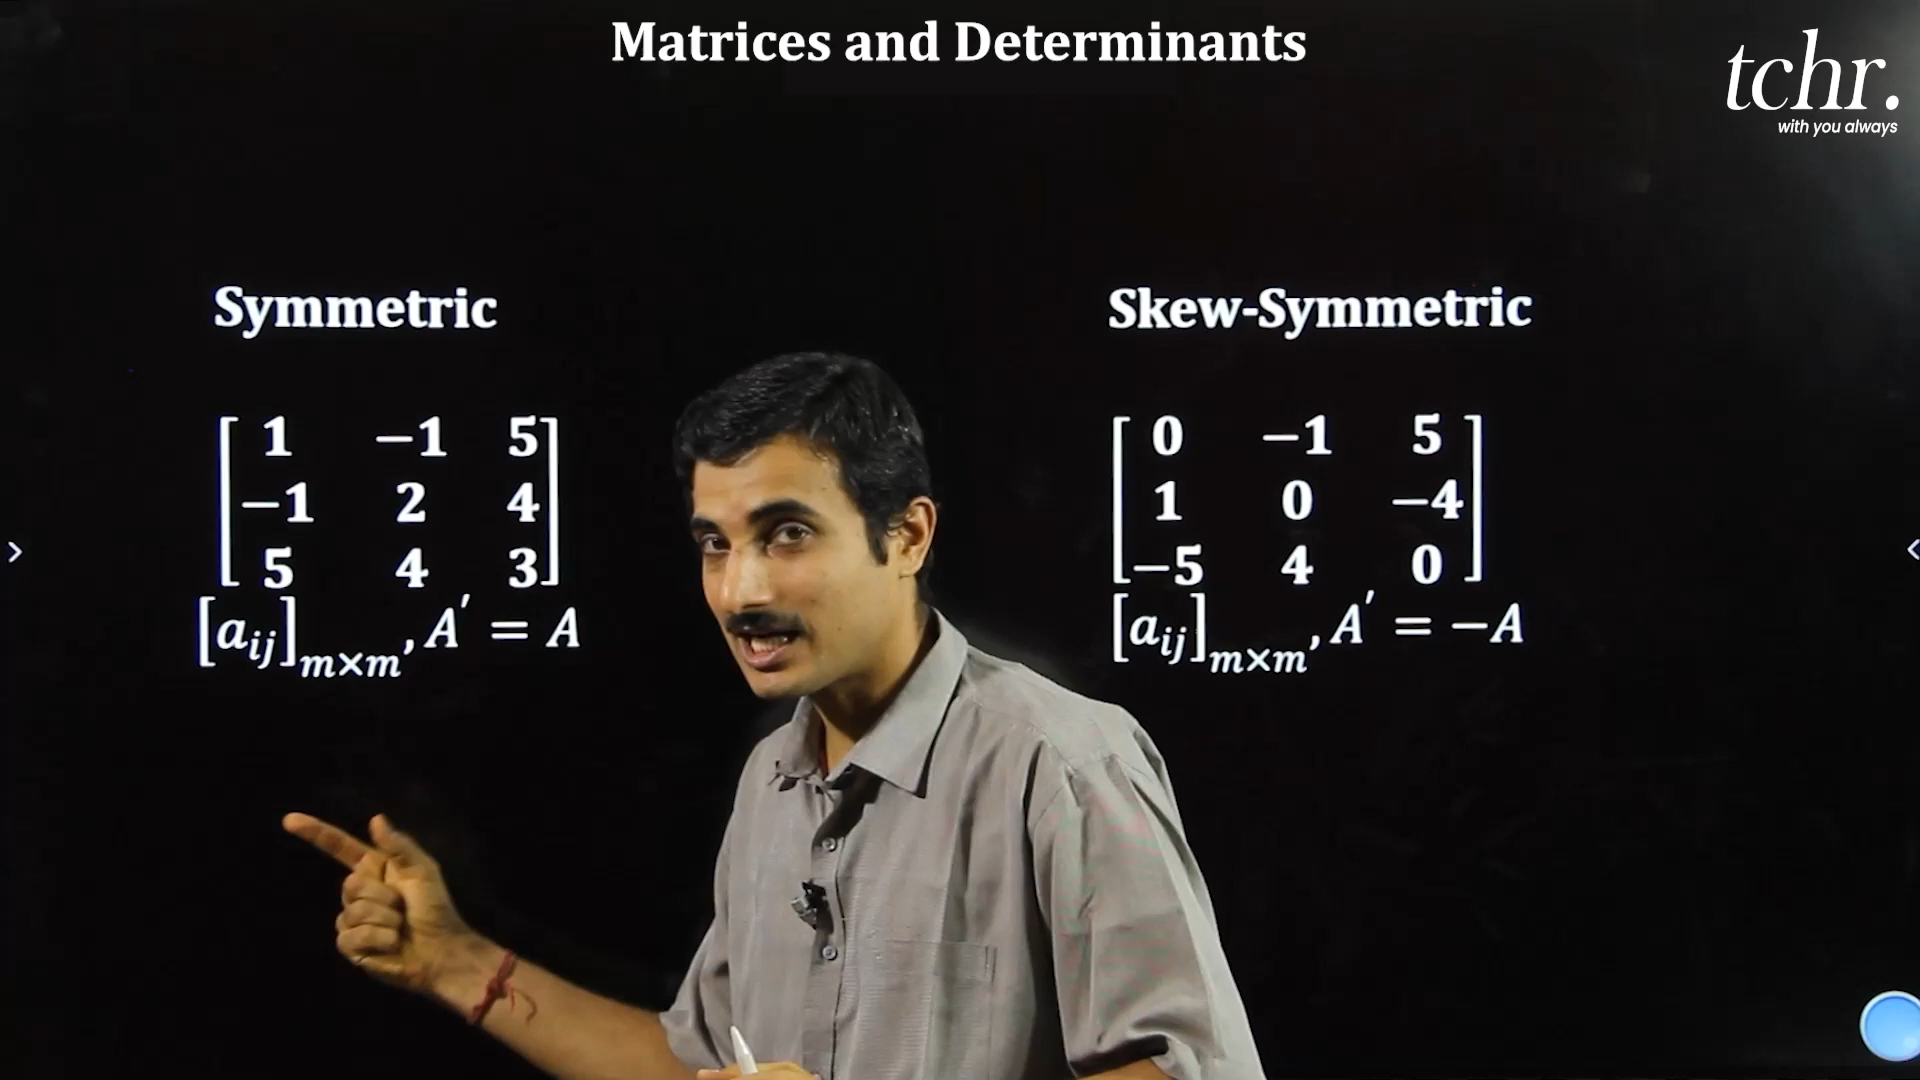 Matrices and Determinants
tchr.
with you always
Symmetric
Skew-Symmetric
1 −1 5
−1 2 4
5 4 3
[aᵢⱼ]ₘ×ₘ, A′ = A
0 −1 5
1 0 −4
−5 4 0
[aᵢⱼ]ₘ×ₘ, A′ = −A